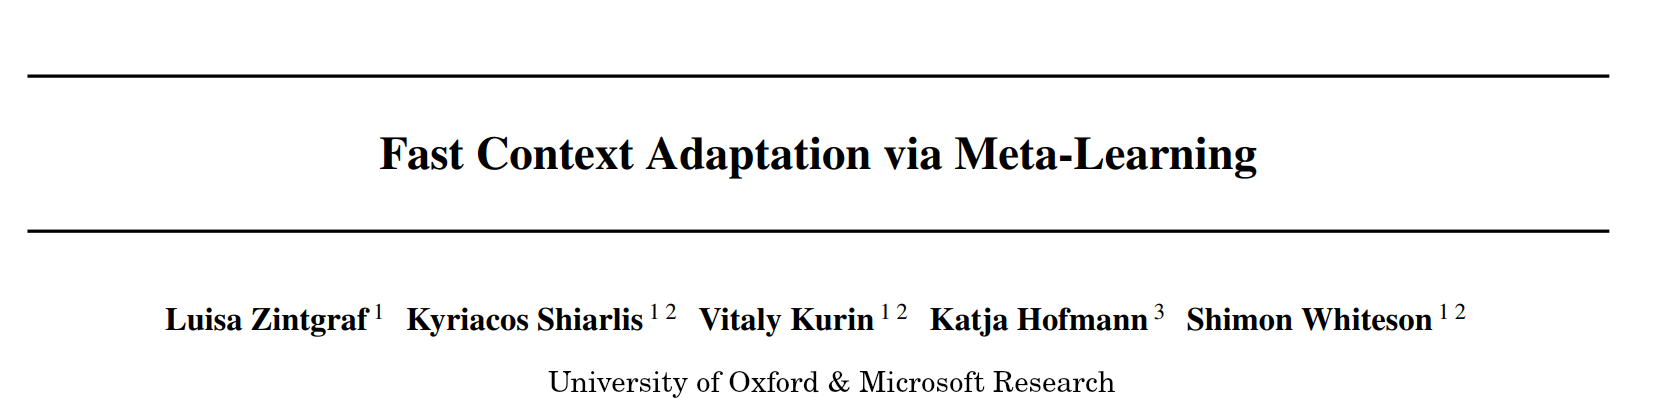 Fast Context Adaptation via Meta-Learning
Luisa Zintgraf 1 Kyriacos Shiarlis 1 2 Vitaly Kurin 1 2 Katja Hofmann 3 Shimon Whiteson 1 2
University of Oxford & Microsoft Research